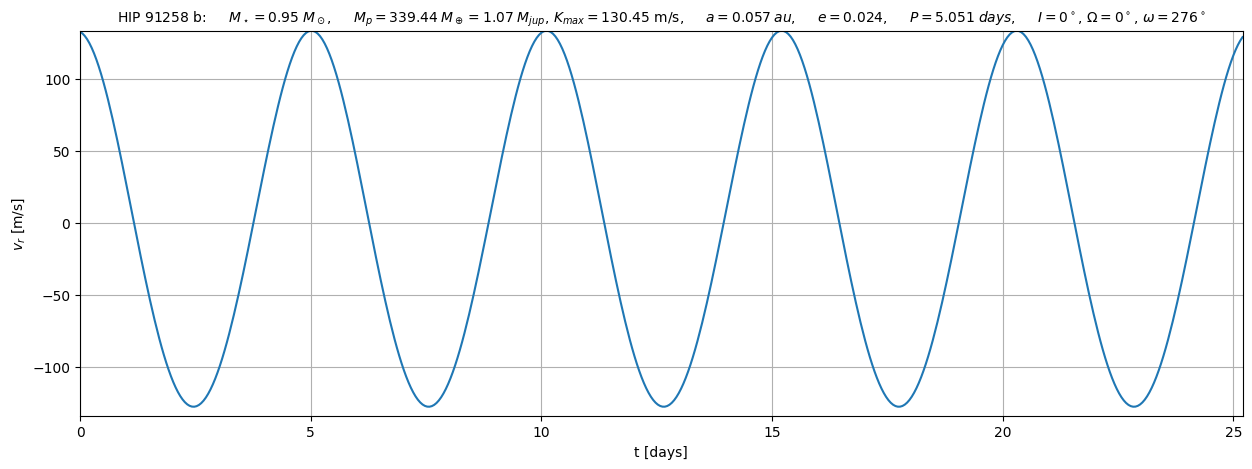 HIP 91258 b: M⋆ = 0.95 M⊙, Mp = 339.44 M⊕ = 1.07 Mjup, Kmax = 130.45 m/s, a = 0.057 au, e = 0.024, P = 5.051 days, I = 0°, Ω = 0°, ω = 276°
100
50
0
−50
−100
vr [m/s]
0 5 10 15 20 25
t [days]